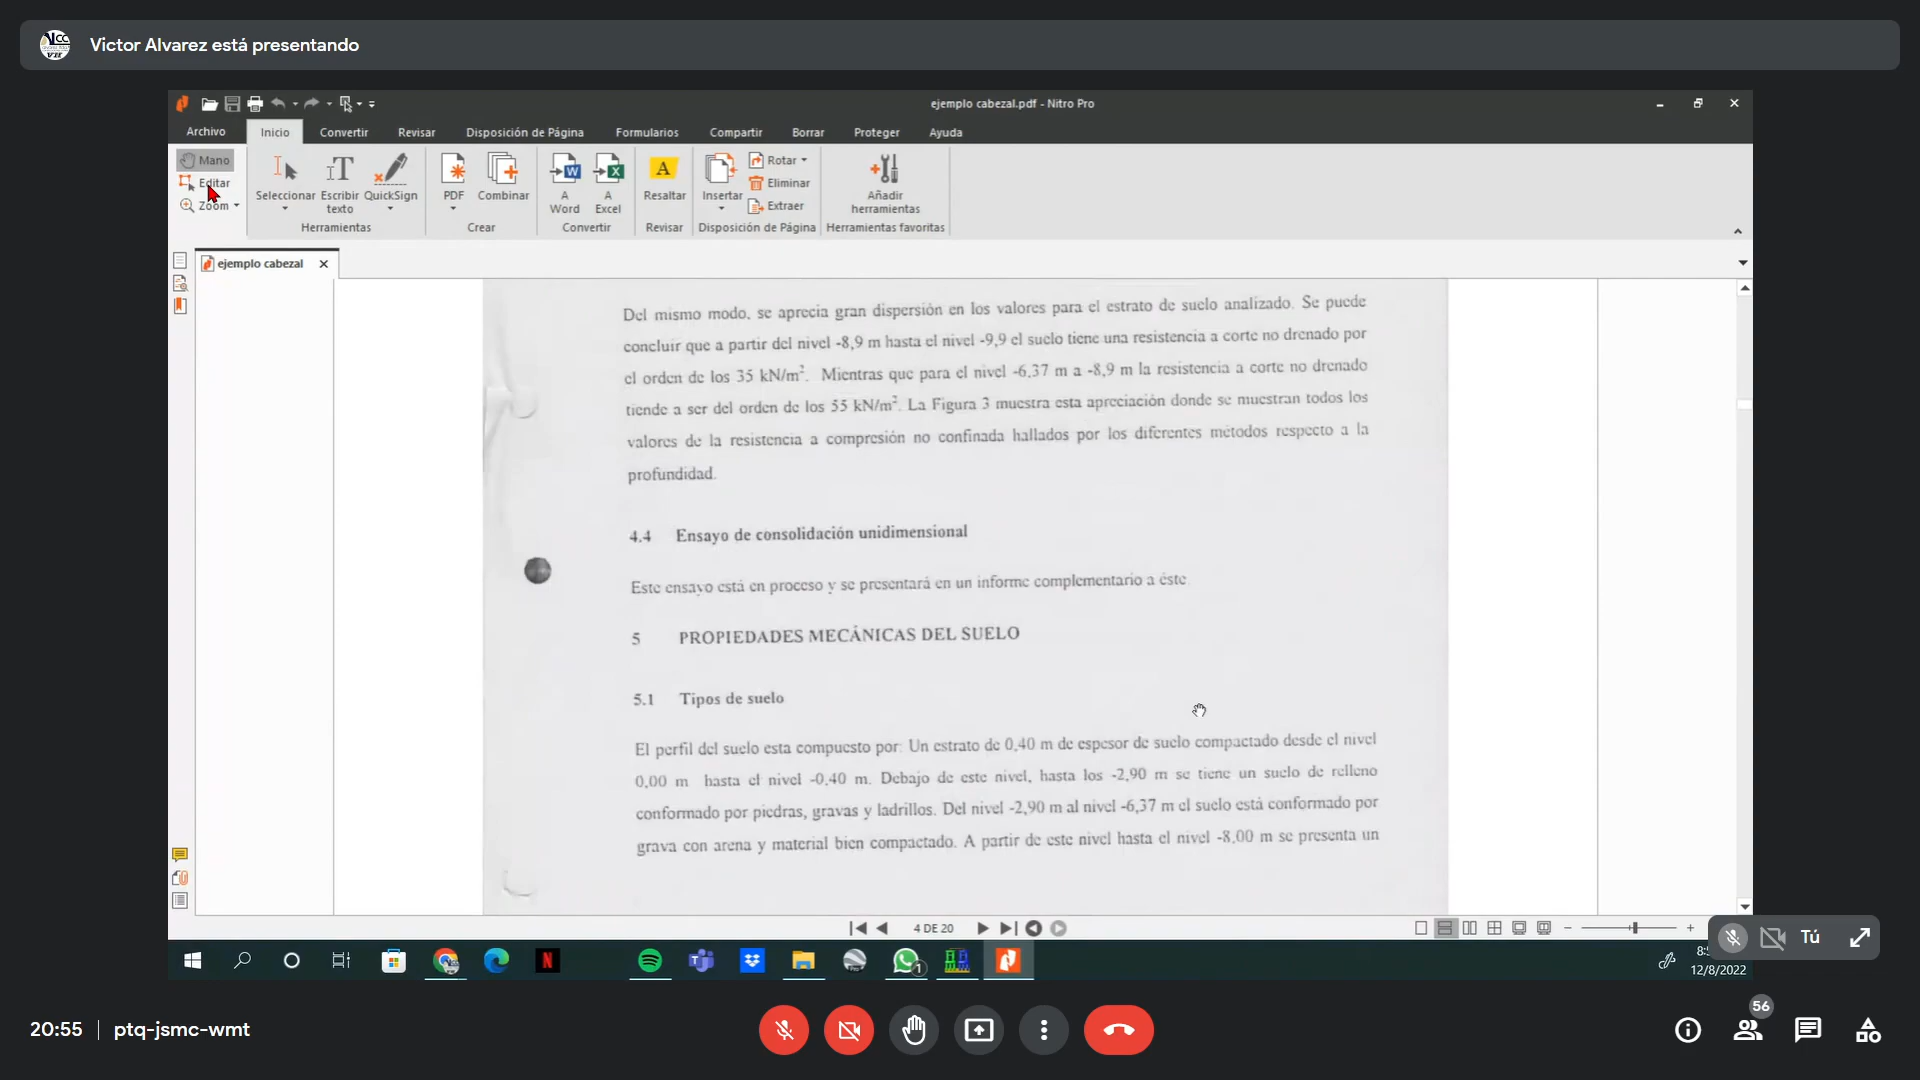 Victor Alvarez está presentando
ejemplo cabezal.pdf - Nitro Pro
Archivo Inicio Convertir Revisar Disposición de Página Formularios Compartir Borrar Proteger Ayuda
Mano
Editar
Zoom
Seleccionar
Escribir texto
QuickSign
Herramientas
PDF
Combinar
Crear
A Word
A Excel
Convertir
Resaltar
Revisar
Insertar
Rotar
Eliminar
Extraer
Disposición de Página
Añadir herramientas
Herramientas favoritas
ejemplo cabezal
Del mismo modo, se aprecia gran dispersión en los valores para el estrato de suelo analizado. Se puede
concluir que a partir del nivel -8,9 m hasta el nivel -9,9 el suelo tiene una resistencia a corte no drenado por
el orden de los 35 kN/m². Mientras que para el nivel -6,37 m a -8,9 m la resistencia a corte no drenado
tiende a ser del orden de los 55 kN/m². La Figura 3 muestra esta apreciación donde se muestran todos los
valores de la resistencia a compresión no confinada hallados por los diferentes métodos respecto a la
profundidad.
4.4 Ensayo de consolidación unidimensional
Este ensayo está en proceso y se presentará en un informe complementario a éste
5 PROPIEDADES MECÁNICAS DEL SUELO
5.1 Tipos de suelo
El perfil del suelo esta compuesto por: Un estrato de 0,40 m de espesor de suelo compactado desde el nivel
0,00 m hasta el nivel -0,40 m. Debajo de este nivel, hasta los -2,90 m se tiene un suelo de relleno
conformado por piedras, gravas y ladrillos. Del nivel -2,90 m al nivel -6,37 m el suelo está conformado por
grava con arena y material bien compactado. A partir de este nivel hasta el nivel -8,00 m se presenta un
4 DE 20
Tú
12/8/2022
20:55 ptq-jsmc-wmt
56